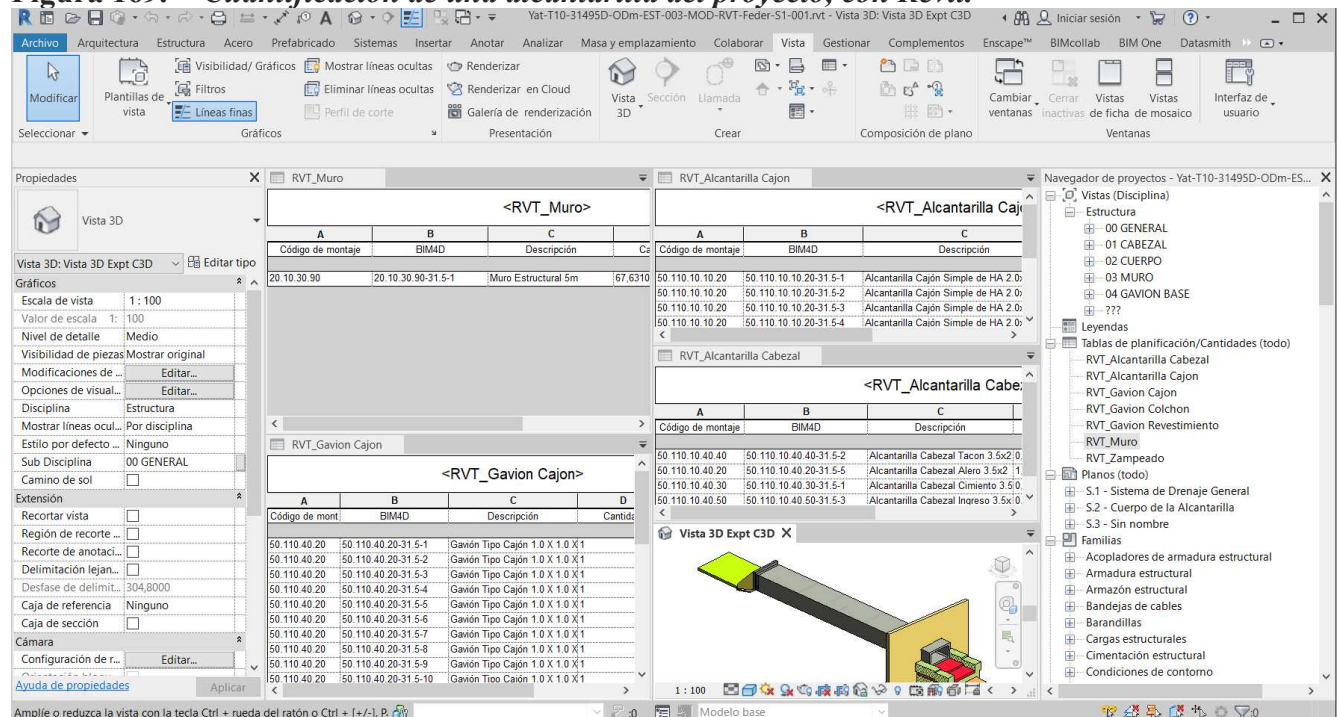 Figura 169. Cuantificación de una alcantarilla del proyecto, con Revit.
Yat-T10-31495D-ODm-EST-003-MOD-RVT-Feder-S1-001.rvt - Vista 3D: Vista 3D Expt C3D
Iniciar sesión
Archivo Arquitectura Estructura Acero Prefabricado Sistemas Insertar Anotar Analizar Masa y emplazamiento Colaborar Vista Gestionar Complementos Enscape™ BIMcollab BIM One Datasmith
Modificar
Plantillas de vista
Visibilidad/ Gráficos
Filtros
Líneas finas
Mostrar líneas ocultas
Eliminar líneas ocultas
Perfil de corte
Renderizar
Renderizar en Cloud
Galería de renderización
Vista 3D
Sección
Llamada
Cambiar ventanas
Cerrar inactivas
Vistas de ficha
Vistas de mosaico
Interfaz de usuario
Seleccionar
Gráficos
Presentación
Crear
Composición de plano
Ventanas
Propiedades
Vista 3D
Vista 3D: Vista 3D Expt C3D
Editar tipo
Gráficos
Escala de vista 1 : 100
Valor de escala 1: 100
Nivel de detalle Medio
Visibilidad de piezas Mostrar original
Modificaciones de ... Editar...
Opciones de visual... Editar...
Disciplina Estructura
Mostrar líneas ocul... Por disciplina
Estilo por defecto ... Ninguno
Sub Disciplina 00 GENERAL
Camino de sol
Extensión
Recortar vista
Región de recorte ...
Recorte de anotaci...
Delimitación lejan...
Desfase de delimit... 304,8000
Caja de referencia Ninguno
Caja de sección
Cámara
Configuración de r... Editar...
Ayuda de propiedades
Aplicar
RVT_Muro
<RVT_Muro>
A B C
Código de montaje BIM4D Descripción Ca
20.10.30.90 20.10.30.90-31.5-1 Muro Estructural 5m 67,6310
RVT_Gavion Cajon
<RVT_Gavion Cajon>
A B C D
Código de mont BIM4D Descripción Cantida
50.110.40.20 50.110.40.20-31.5-1 Gavión Tipo Cajón 1.0 X 1.0 X 1
50.110.40.20 50.110.40.20-31.5-2 Gavión Tipo Cajón 1.0 X 1.0 X 1
50.110.40.20 50.110.40.20-31.5-3 Gavión Tipo Cajón 1.0 X 1.0 X 1
50.110.40.20 50.110.40.20-31.5-4 Gavión Tipo Cajón 1.0 X 1.0 X 1
50.110.40.20 50.110.40.20-31.5-5 Gavión Tipo Cajón 1.0 X 1.0 X 1
50.110.40.20 50.110.40.20-31.5-6 Gavión Tipo Cajón 1.0 X 1.0 X 1
50.110.40.20 50.110.40.20-31.5-7 Gavión Tipo Cajón 1.0 X 1.0 X 1
50.110.40.20 50.110.40.20-31.5-8 Gavión Tipo Cajón 1.0 X 1.0 X 1
50.110.40.20 50.110.40.20-31.5-9 Gavión Tipo Cajón 1.0 X 1.0 X 1
50.110.40.20 50.110.40.20-31.5-10 Gavión Tipo Cajón 1.0 X 1.0 X 1
RVT_Alcantarilla Cajon
<RVT_Alcantarilla Cajo
A B C
Código de montaje BIM4D Descripción
50.110.10.10.20 50.110.10.10.20-31.5-1 Alcantarilla Cajón Simple de HA 2.0x
50.110.10.10.20 50.110.10.10.20-31.5-2 Alcantarilla Cajón Simple de HA 2.0x
50.110.10.10.20 50.110.10.10.20-31.5-3 Alcantarilla Cajón Simple de HA 2.0x
50.110.10.10.20 50.110.10.10.20-31.5-4 Alcantarilla Cajón Simple de HA 2.0x
RVT_Alcantarilla Cabezal
<RVT_Alcantarilla Cabe
A B C
Código de montaje BIM4D Descripción
50.110.10.40.40 50.110.10.40.40-31.5-2 Alcantarilla Cabezal Tacon 3.5x2 0.
50.110.10.40.20 50.110.10.40.20-31.5-5 Alcantarilla Cabezal Alero 3.5x2 1
50.110.10.40.30 50.110.10.40.30-31.5-1 Alcantarilla Cabezal Cimiento 3.5 0.
50.110.10.40.50 50.110.10.40.50-31.5-3 Alcantarilla Cabezal Ingreso 3.5x 0
Vista 3D Expt C3D
1 : 100
Navegador de proyectos - Yat-T10-31495D-ODm-ES...
Vistas (Disciplina)
Estructura
00 GENERAL
01 CABEZAL
02 CUERPO
03 MURO
04 GAVION BASE
???
Leyendas
Tablas de planificación/Cantidades (todo)
RVT_Alcantarilla Cabezal
RVT_Alcantarilla Cajon
RVT_Gavion Cajon
RVT_Gavion Colchon
RVT_Gavion Revestimiento
RVT_Muro
RVT_Zampeado
Planos (todo)
S.1 - Sistema de Drenaje General
S.2 - Cuerpo de la Alcantarilla
S.3 - Sin nombre
Familias
Acopladores de armadura estructural
Armadura estructural
Armazón estructural
Bandejas de cables
Barandillas
Cargas estructurales
Cimentación estructural
Condiciones de contorno
Amplíe o reduzca la vista con la tecla Ctrl + rueda del ratón o Ctrl + [+/-]. P.
:0
Modelo base
:0